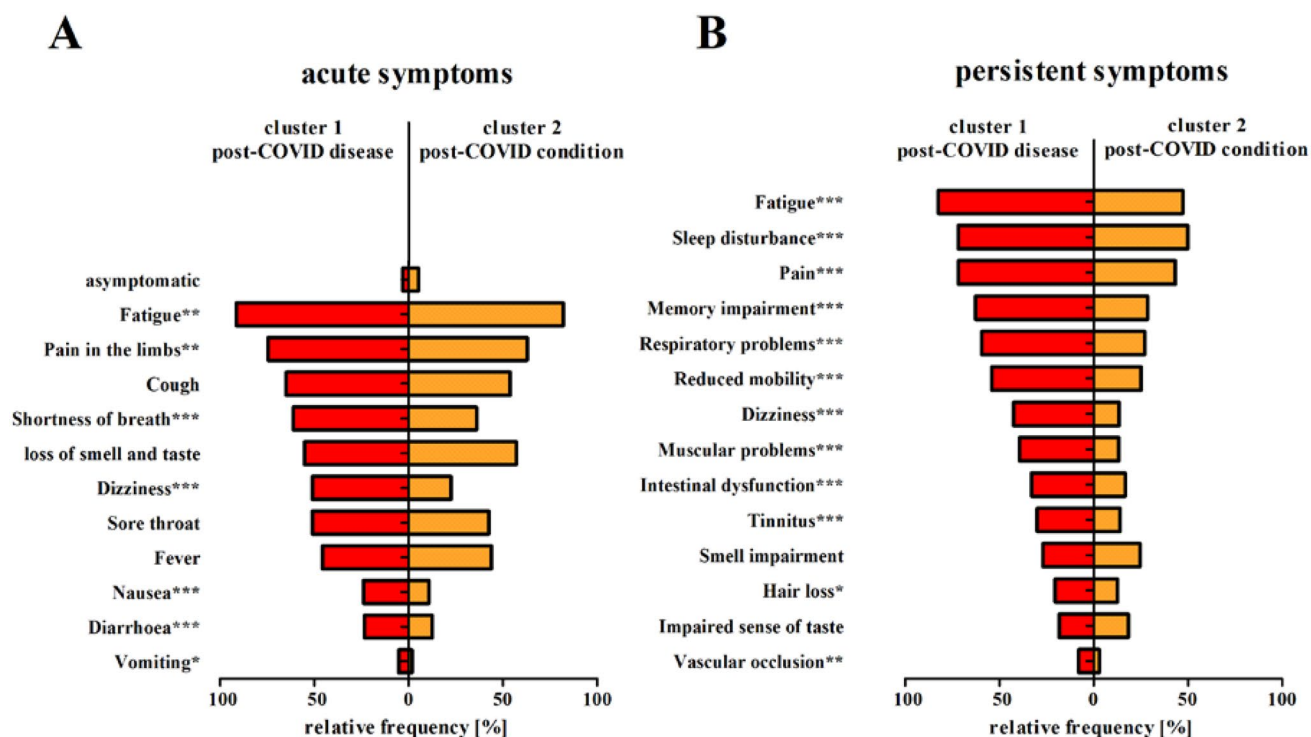 A
acute symptoms
cluster 1
post-COVID disease
cluster 2
post-COVID condition
asymptomatic
Fatigue**
Pain in the limbs**
Cough
Shortness of breath***
loss of smell and taste
Dizziness***
Sore throat
Fever
Nausea***
Diarrhoea***
Vomiting*
100 50 0 50 100
relative frequency [%]
B
persistent symptoms
cluster 1
post-COVID disease
cluster 2
post-COVID condition
Fatigue***
Sleep disturbance***
Pain***
Memory impairment***
Respiratory problems***
Reduced mobility***
Dizziness***
Muscular problems***
Intestinal dysfunction***
Tinnitus***
Smell impairment
Hair loss*
Impaired sense of taste
Vascular occlusion**
100 50 0 50 100
relative frequency [%]